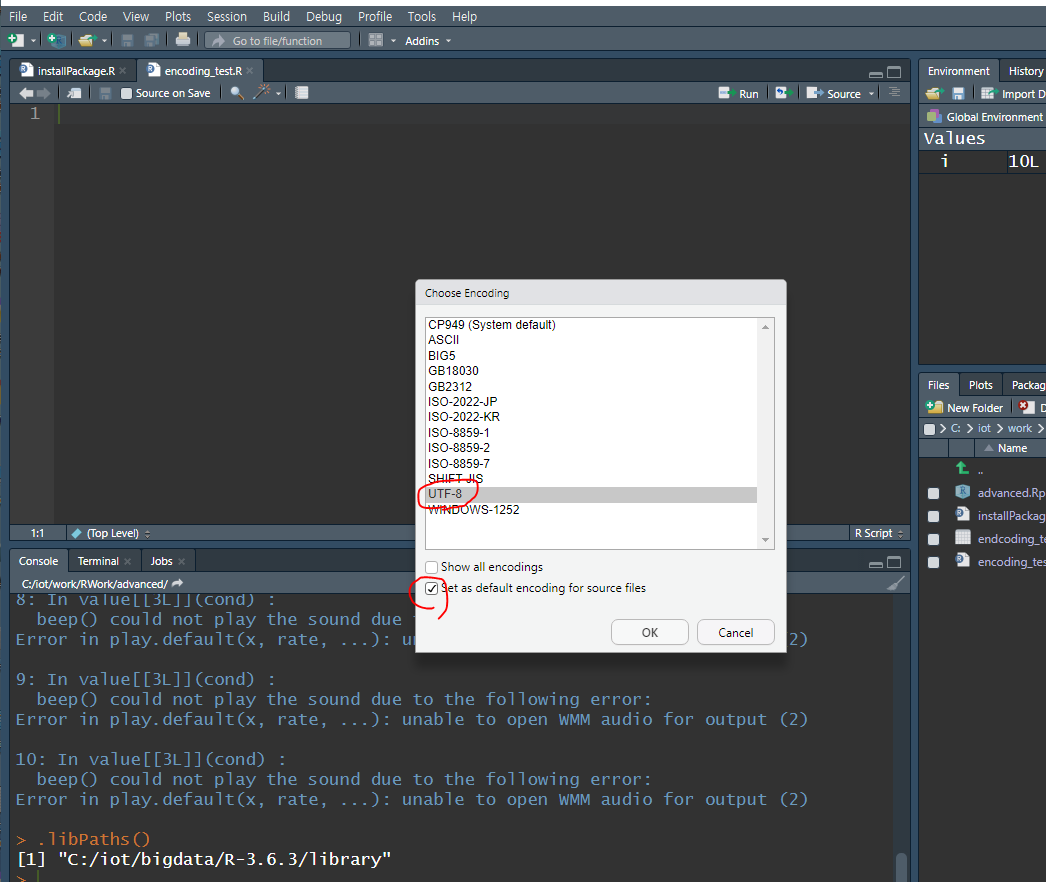 File Edit Code View Plots Session Build Debug Profile Tools Help
Go to file/function Addins
installPackage.R × encoding_test.R ×
Source on Save Run Source
1
1:1 (Top Level) R Script
Console Terminal × Jobs ×
C:/iot/work/RWork/advanced/
8: In value[[3L]](cond) :
beep() could not play the sound due
Error in play.default(x, rate, ...): 2)
9: In value[[3L]](cond) :
beep() could not play the sound due to the following error:
Error in play.default(x, rate, ...): unable to open WMM audio for output (2)
10: In value[[3L]](cond) :
beep() could not play the sound due to the following error:
Error in play.default(x, rate, ...): unable to open WMM audio for output (2)
> .libPaths()
[1] "C:/iot/bigdata/R-3.6.3/library"
>
Choose Encoding
CP949 (System default)
ASCII
BIG5
GB18030
GB2312
ISO-2022-JP
ISO-2022-KR
ISO-8859-1
ISO-8859-2
ISO-8859-7
SHIFT-JIS
UTF-8
WINDOWS-1252
Show all encodings
Set as default encoding for source files
OK Cancel
Environment History
Import D
Global Environment
Values
i 10L
Files Plots Packag
New Folder D
C: iot work
Name
..
advanced.Rp
installPackag
endcoding_te
encoding_tes